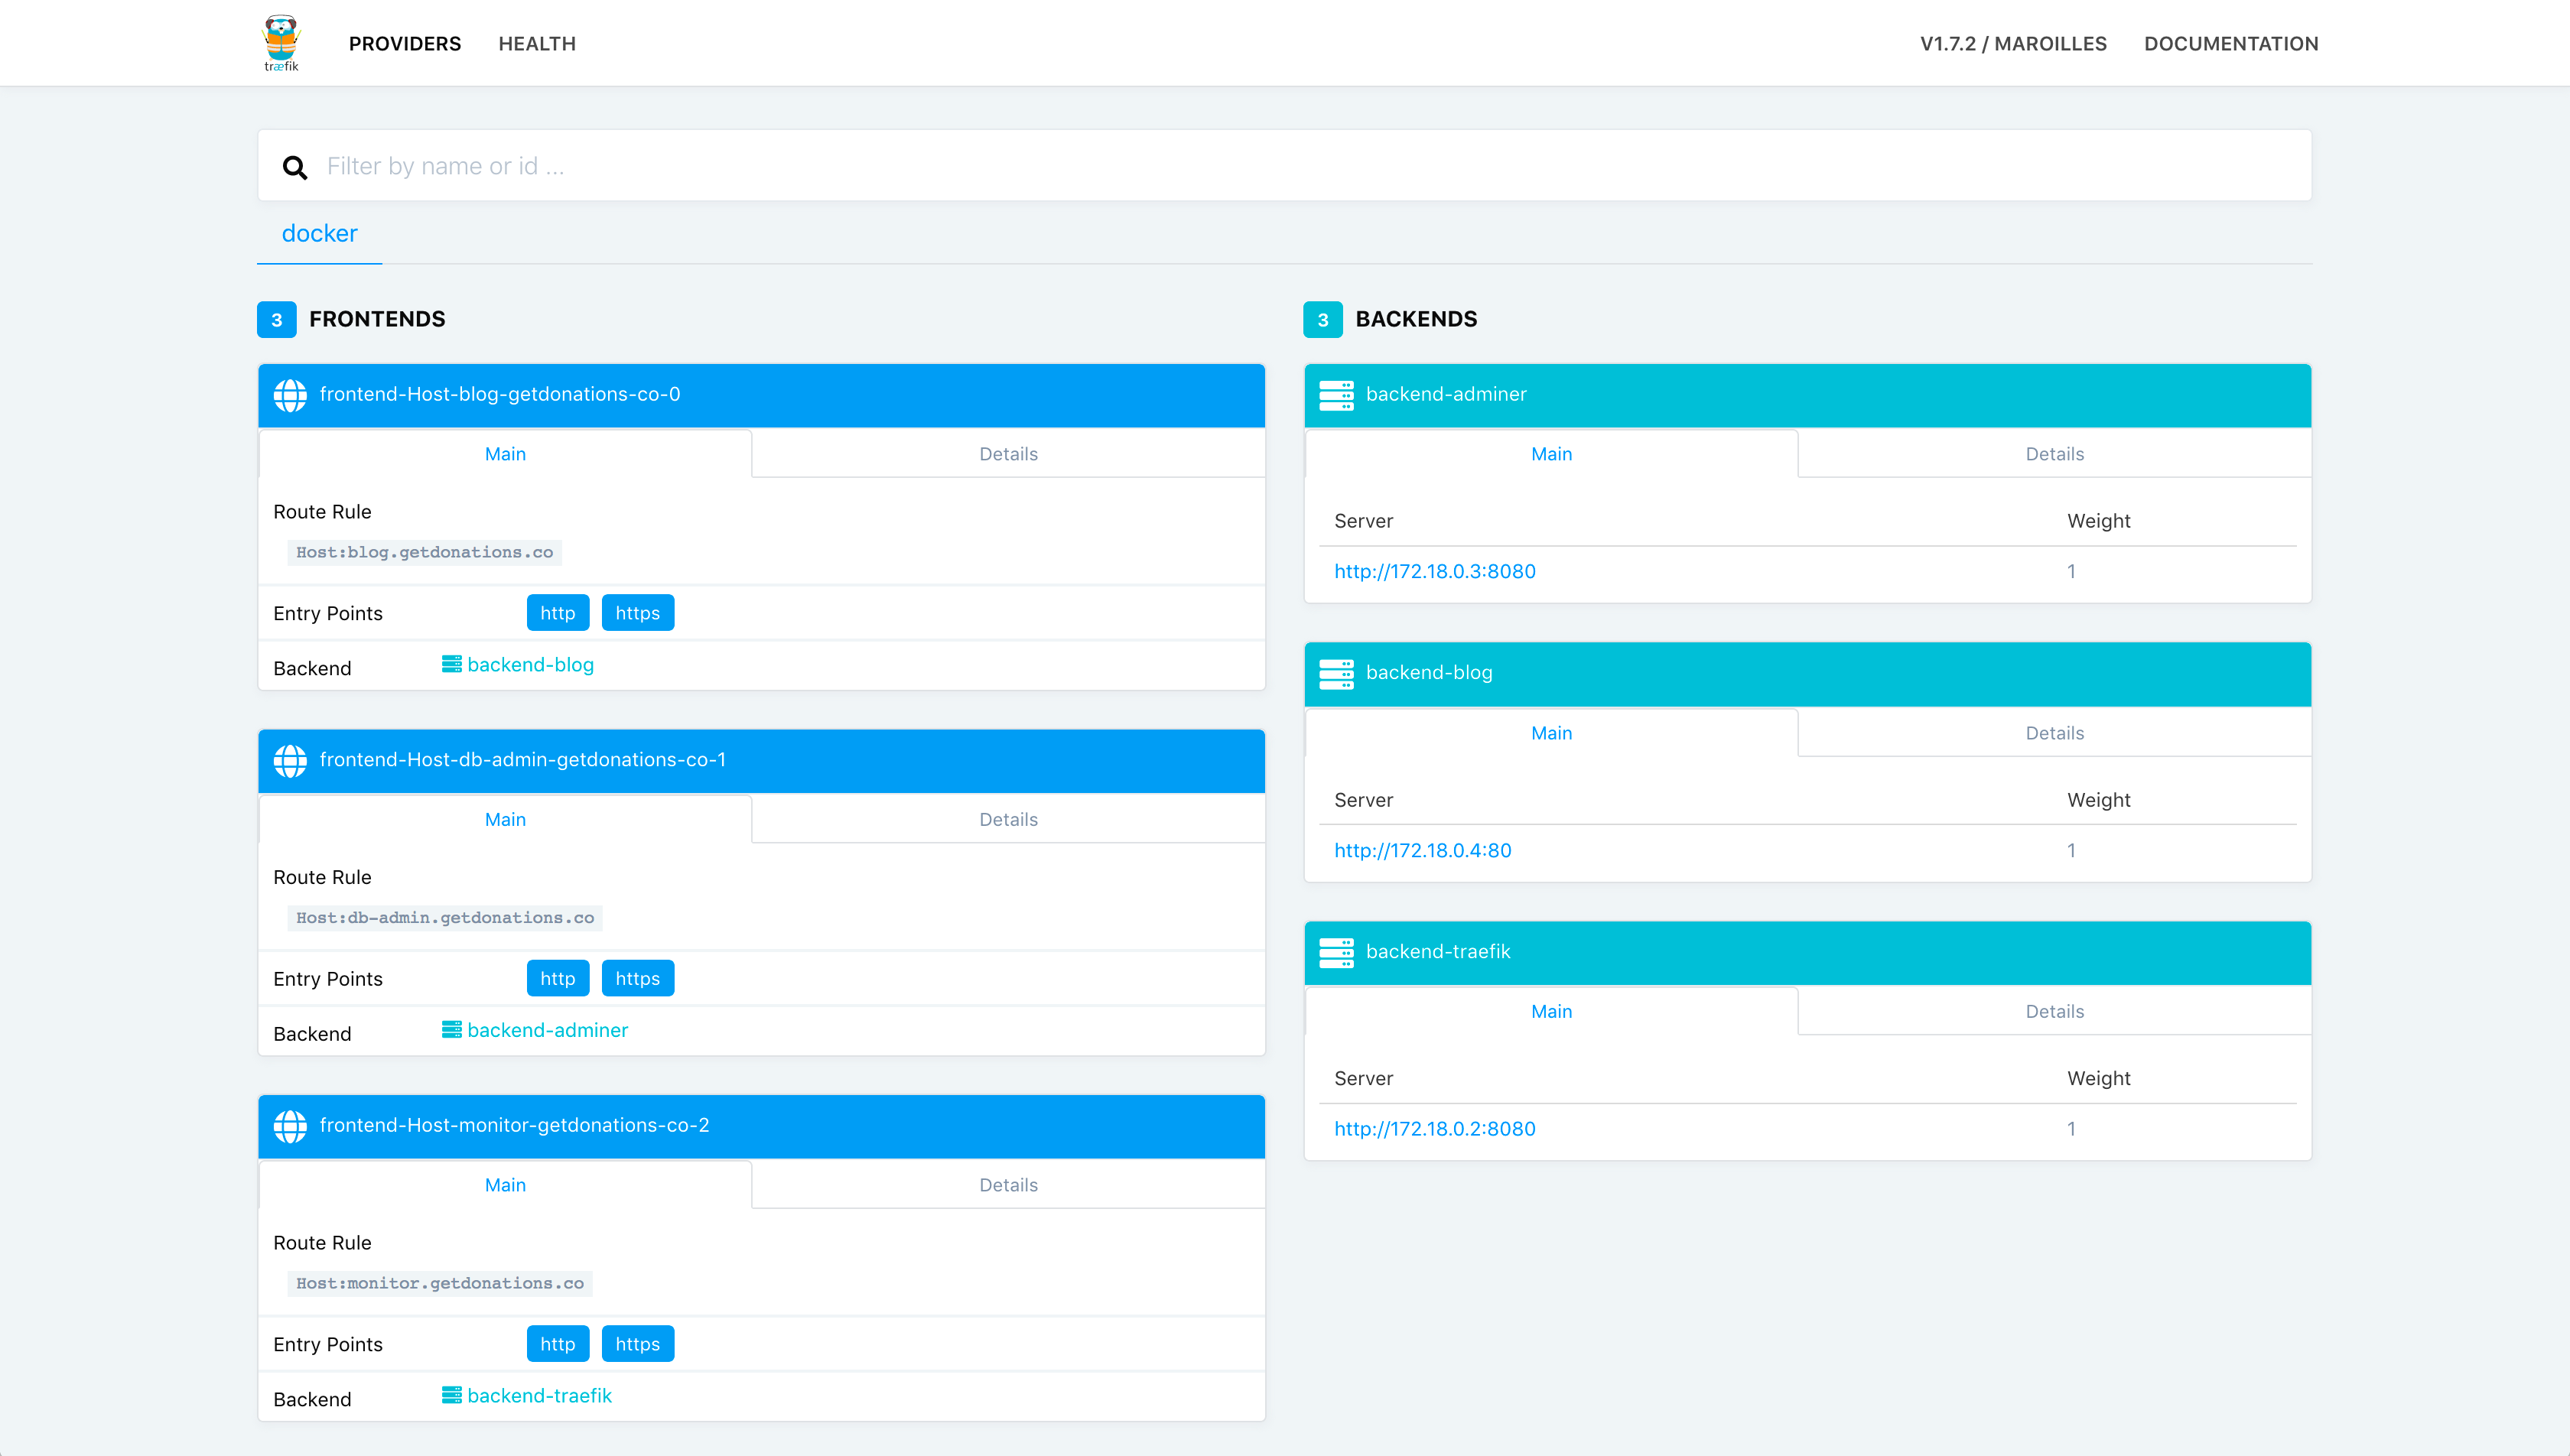 træfik
PROVIDERS HEALTH V1.7.2 / MAROILLES DOCUMENTATION
Filter by name or id ...
docker
3 FRONTENDS
frontend-Host-blog-getdonations-co-0
Main Details
Route Rule
Host:blog.getdonations.co
Entry Points http https
Backend backend-blog
frontend-Host-db-admin-getdonations-co-1
Main Details
Route Rule
Host:db-admin.getdonations.co
Entry Points http https
Backend backend-adminer
frontend-Host-monitor-getdonations-co-2
Main Details
Route Rule
Host:monitor.getdonations.co
Entry Points http https
Backend backend-traefik
3 BACKENDS
backend-adminer
Main Details
Server Weight
http://172.18.0.3:8080 1
backend-blog
Main Details
Server Weight
http://172.18.0.4:80 1
backend-traefik
Main Details
Server Weight
http://172.18.0.2:8080 1